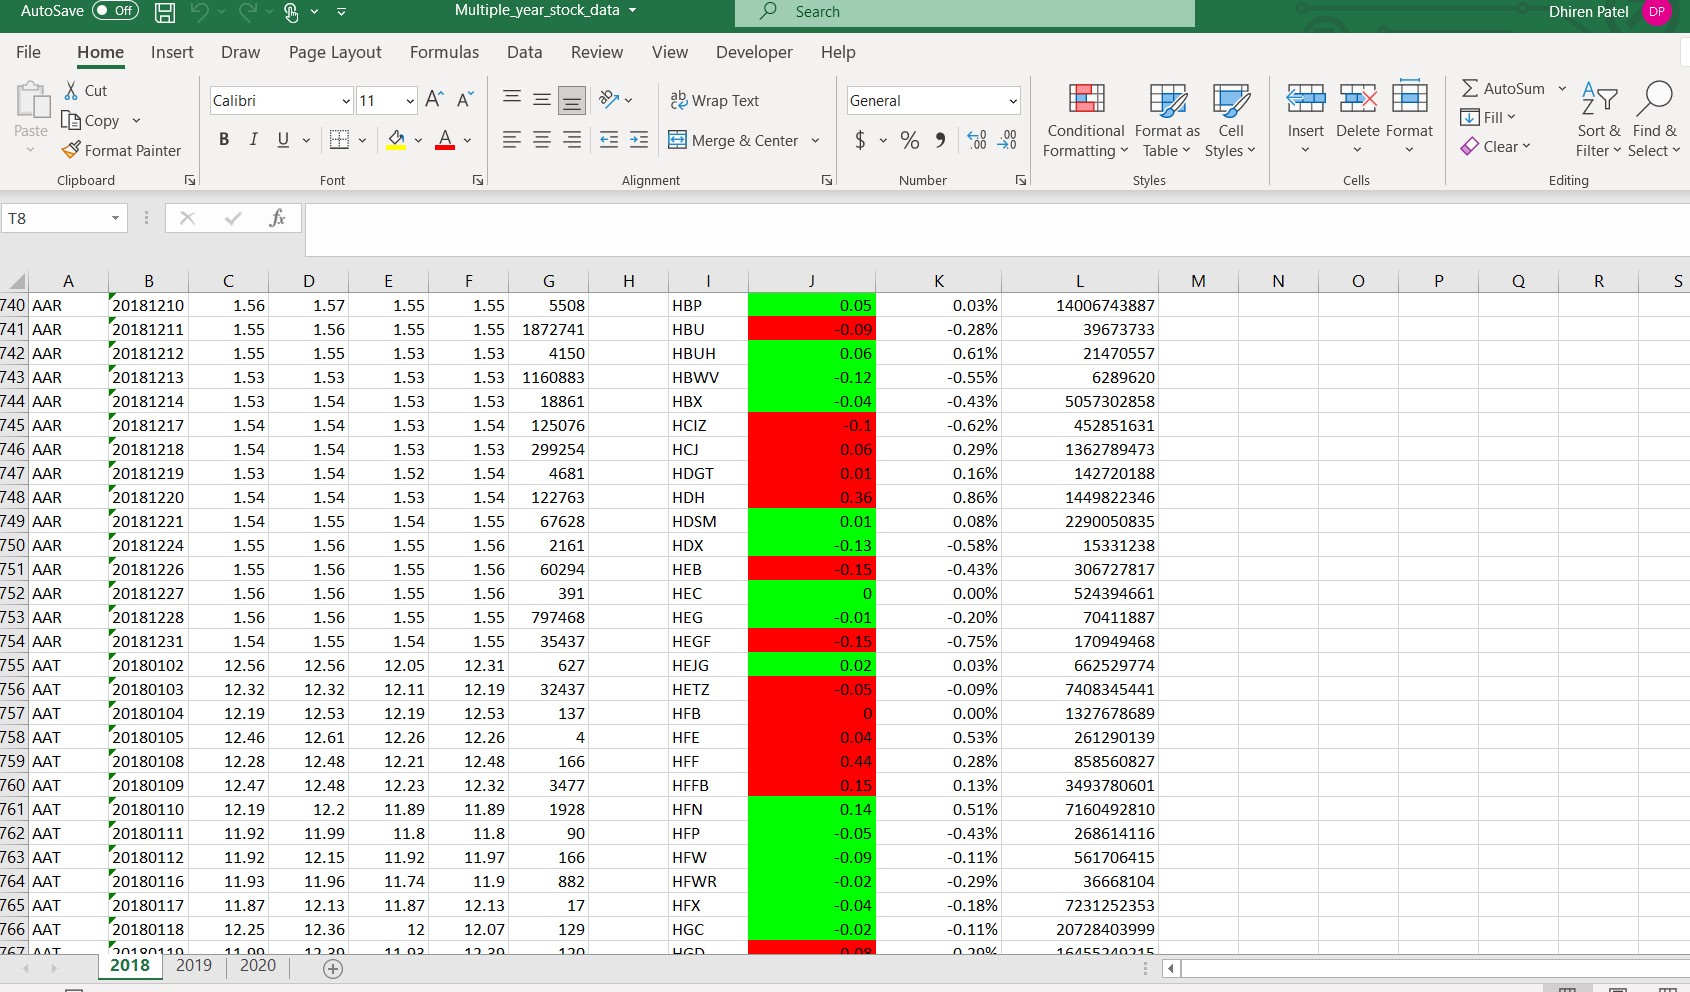 AutoSave Off Multiple_year_stock_data Search Dhiren Patel DP
File Home Insert Draw Page Layout Formulas Data Review View Developer Help
Paste Cut Copy Format Painter Clipboard
Calibri 11 B I U A Font
ab Wrap Text Merge & Center Alignment
General $ % Number
Conditional Formatting Format as Table Cell Styles Styles
Insert Delete Format Cells
AutoSum Fill Clear Sort & Filter Find & Select Editing
T8 fx
A B C D E F G H I J K L M N O P Q R S
740 AAR 20181210 1.56 1.57 1.55 1.55 5508 HBP 0.05 0.03% 14006743887
741 AAR 20181211 1.55 1.56 1.55 1.55 1872741 HBU -0.09 -0.28% 39673733
742 AAR 20181212 1.55 1.55 1.53 1.53 4150 HBUH 0.06 0.61% 21470557
743 AAR 20181213 1.53 1.53 1.53 1.53 1160883 HBWV -0.12 -0.55% 6289620
744 AAR 20181214 1.53 1.54 1.53 1.53 18861 HBX -0.04 -0.43% 5057302858
745 AAR 20181217 1.54 1.54 1.53 1.54 125076 HCIZ -0.1 -0.62% 452851631
746 AAR 20181218 1.54 1.54 1.53 1.53 299254 HCJ 0.06 0.29% 1362789473
747 AAR 20181219 1.53 1.54 1.52 1.54 4681 HDGT 0.01 0.16% 142720188
748 AAR 20181220 1.54 1.54 1.53 1.54 122763 HDH 0.36 0.86% 1449822346
749 AAR 20181221 1.54 1.55 1.54 1.55 67628 HDSM 0.01 0.08% 2290050835
750 AAR 20181224 1.55 1.56 1.55 1.56 2161 HDX -0.13 -0.58% 15331238
751 AAR 20181226 1.55 1.56 1.55 1.56 60294 HEB -0.15 -0.43% 306727817
752 AAR 20181227 1.56 1.56 1.55 1.56 391 HEC 0 0.00% 524394661
753 AAR 20181228 1.56 1.56 1.55 1.55 797468 HEG -0.01 -0.20% 70411887
754 AAR 20181231 1.54 1.55 1.54 1.55 35437 HEGF -0.15 -0.75% 170949468
755 AAT 20180102 12.56 12.56 12.05 12.31 627 HEJG 0.02 0.03% 662529774
756 AAT 20180103 12.32 12.32 12.11 12.19 32437 HETZ -0.05 -0.09% 7408345441
757 AAT 20180104 12.19 12.53 12.19 12.53 137 HFB 0 0.00% 1327678689
758 AAT 20180105 12.46 12.61 12.26 12.26 4 HFE 0.04 0.53% 261290139
759 AAT 20180108 12.28 12.48 12.21 12.48 166 HFF 0.44 0.28% 858560827
760 AAT 20180109 12.47 12.48 12.23 12.32 3477 HFFB 0.15 0.13% 3493780601
761 AAT 20180110 12.19 12.2 11.89 11.89 1928 HFN 0.14 0.51% 7160492810
762 AAT 20180111 11.92 11.99 11.8 11.8 90 HFP -0.05 -0.43% 268614116
763 AAT 20180112 11.92 12.15 11.92 11.97 166 HFW -0.09 -0.11% 561706415
764 AAT 20180116 11.93 11.96 11.74 11.9 882 HFWR -0.02 -0.29% 36668104
765 AAT 20180117 11.87 12.13 11.87 12.13 17 HFX -0.04 -0.18% 7231252353
766 AAT 20180118 12.25 12.36 12 12.07 129 HGC -0.02 -0.11% 20728403999
767 AAT 20180119 11.99 12.39 11.93 12.39 120 HGD 0.08 0.29% 16455249215
2018 2019 2020